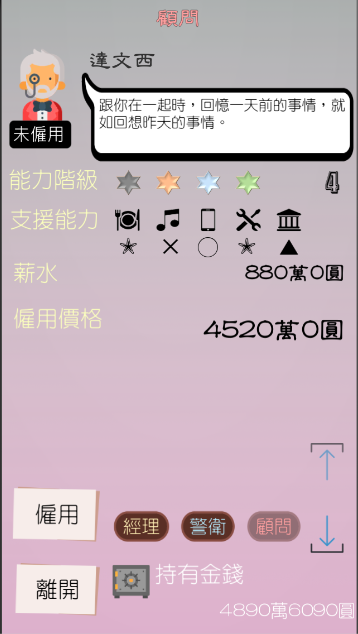 顧問
達文西
跟你在一起時，回憶一天前的事情，就
如回想昨天的事情。
未僱用
能力階級 4
支援能力
薪水 880萬0圓
僱用價格 4520萬0圓
僱用 經理 警衛 顧問
離開 持有金錢
4890萬6090圓